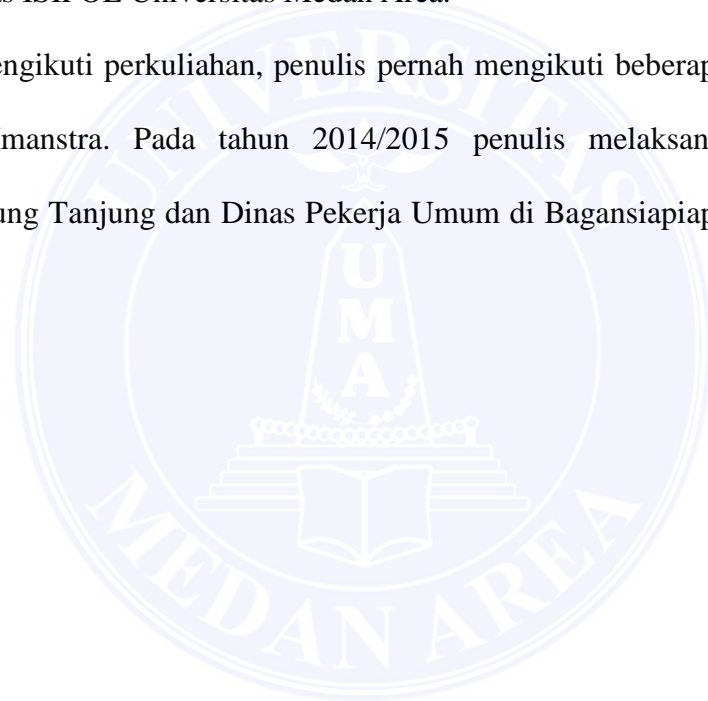 ISIPOL Universitas Medan Area.
engikuti perkuliahan, penulis pernah mengikuti beberap
manstra. Pada tahun 2014/2015 penulis melaksan
ung Tanjung dan Dinas Pekerja Umum di Bagansiapiap
UNIVERSITAS
U
M
A
MEDAN AREA